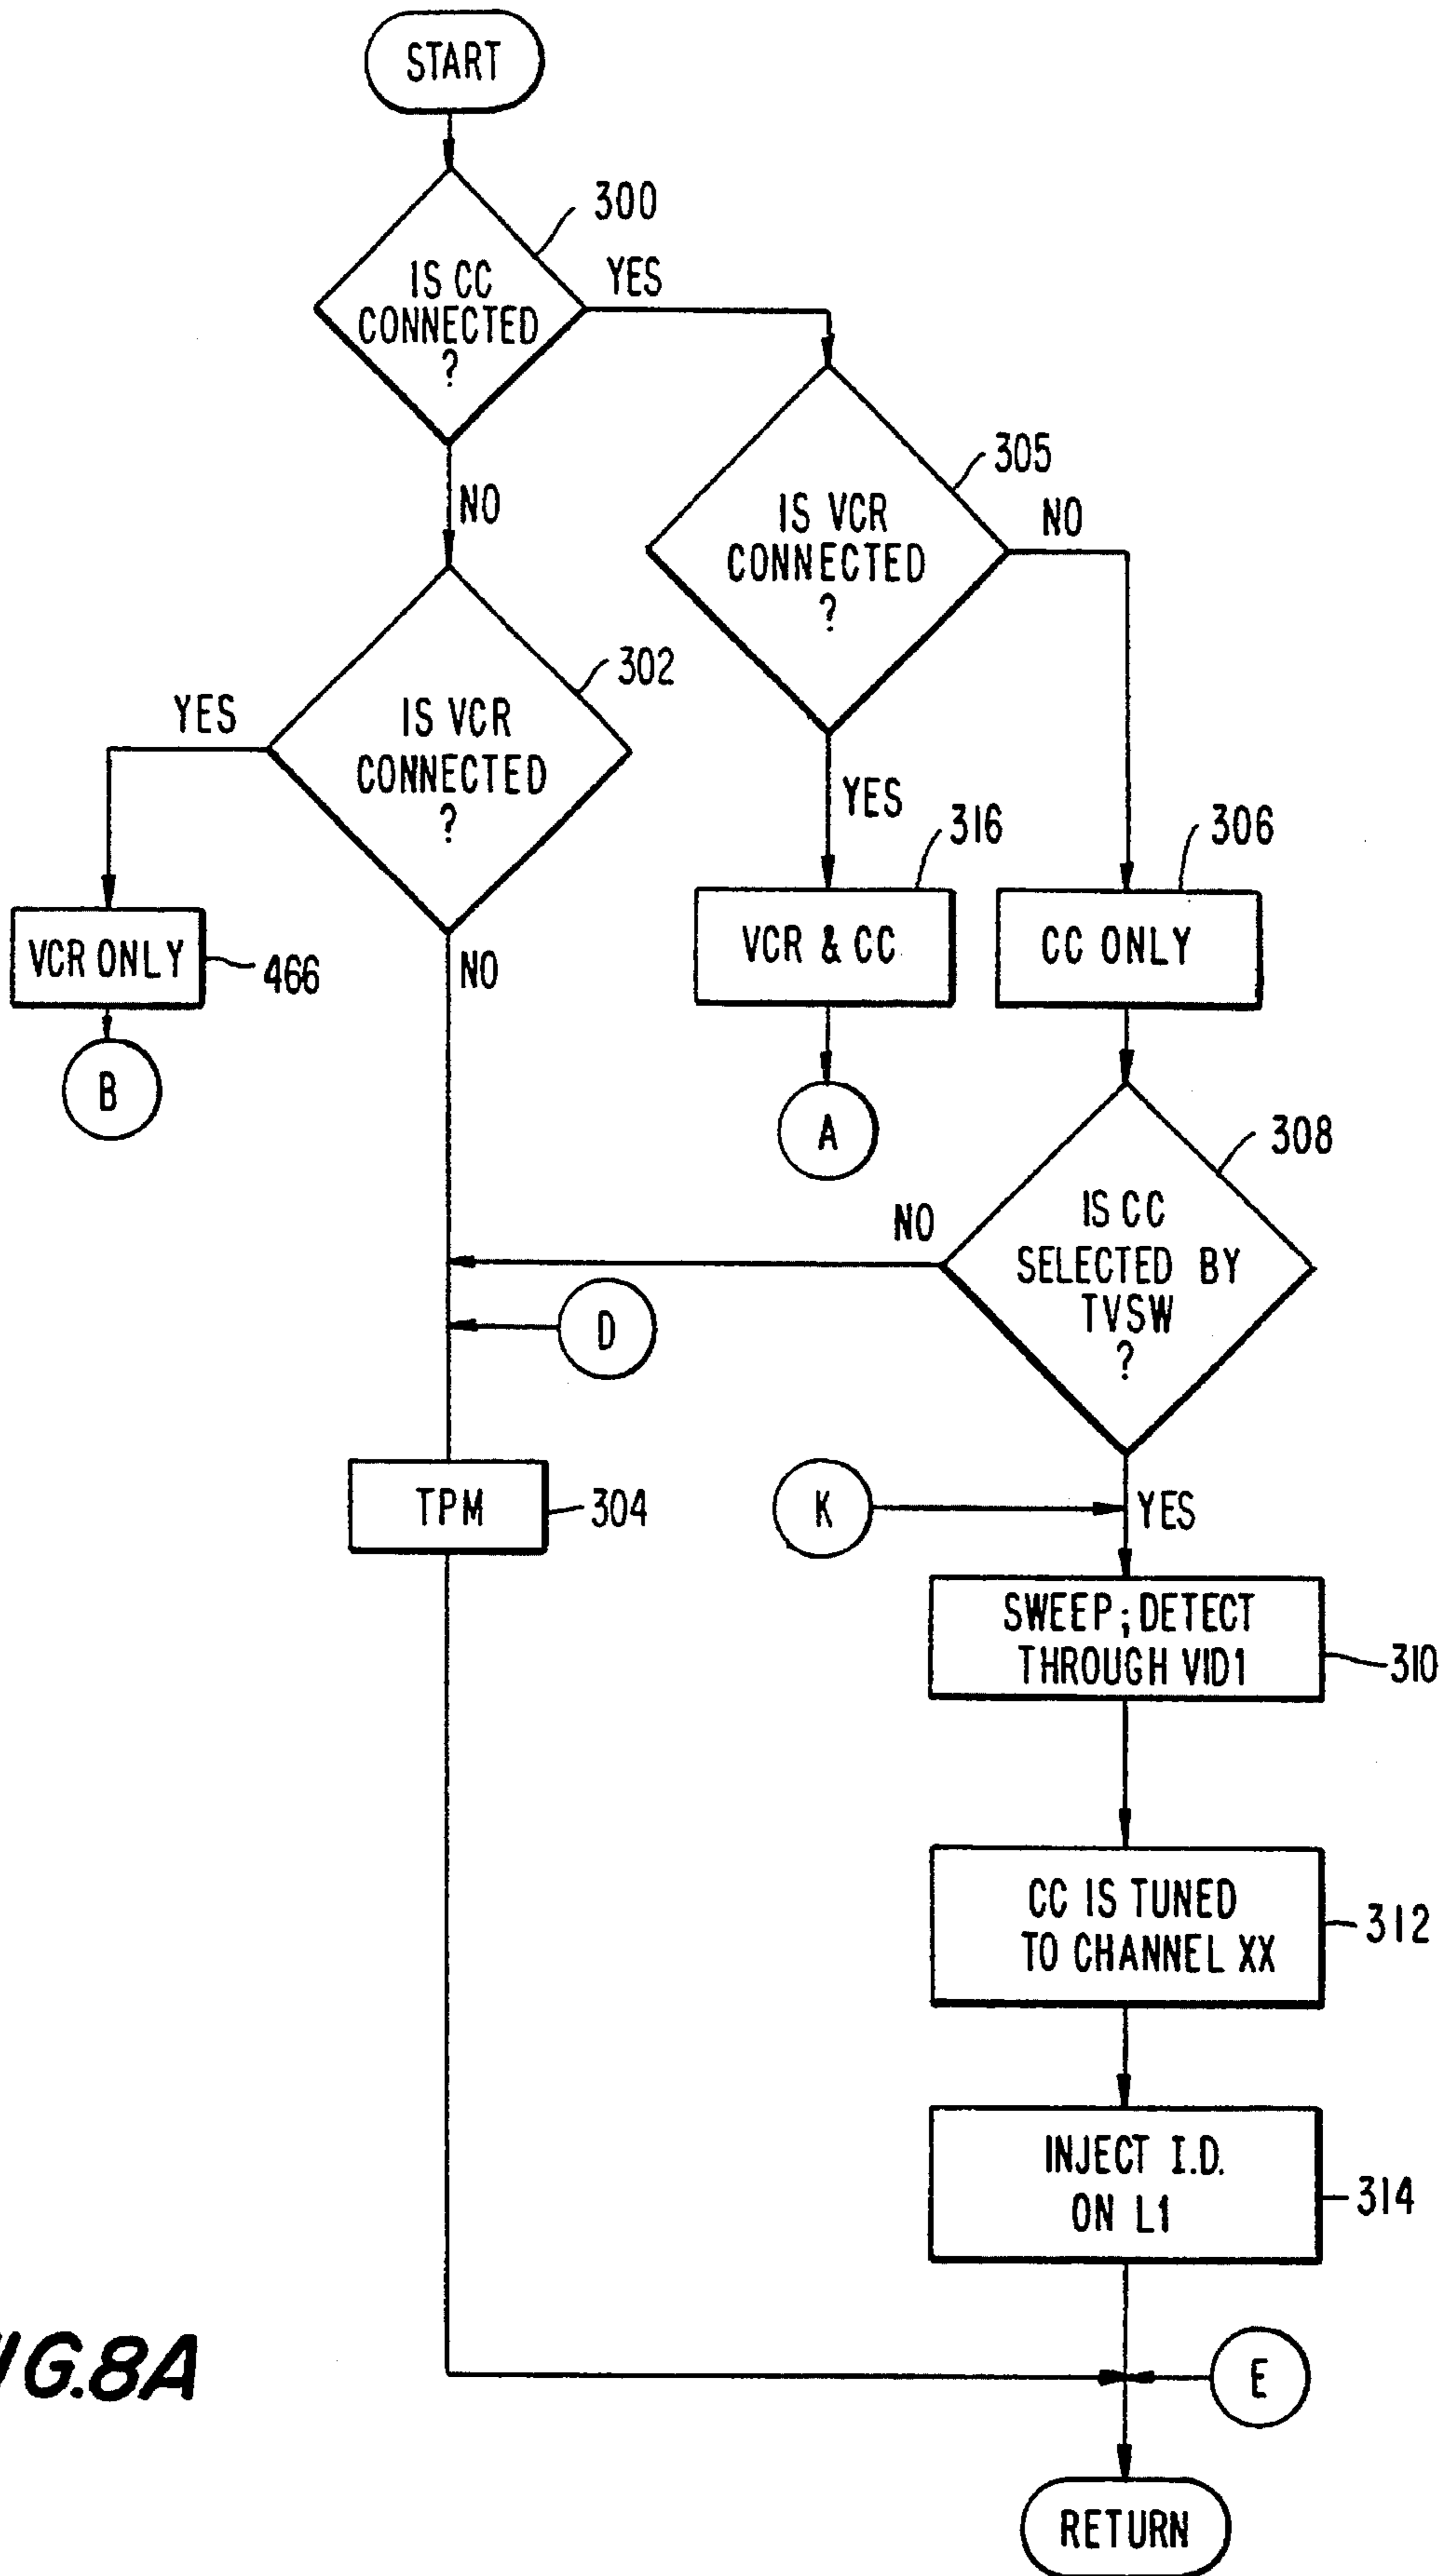 START
300
IS CC
CONNECTED
?
YES
NO
305
IS VCR
CONNECTED
?
NO
302
IS VCR
CONNECTED
?
YES
NO
YES
316
306
VCR ONLY
466
VCR & CC
CC ONLY
B
A
308
IS CC
SELECTED BY
TVSW
?
NO
D
YES
K
TPM
304
SWEEP; DETECT
THROUGH VID1
310
CC IS TUNED
TO CHANNEL XX
312
INJECT I.D.
ON L1
314
E
RETURN
IG.8A